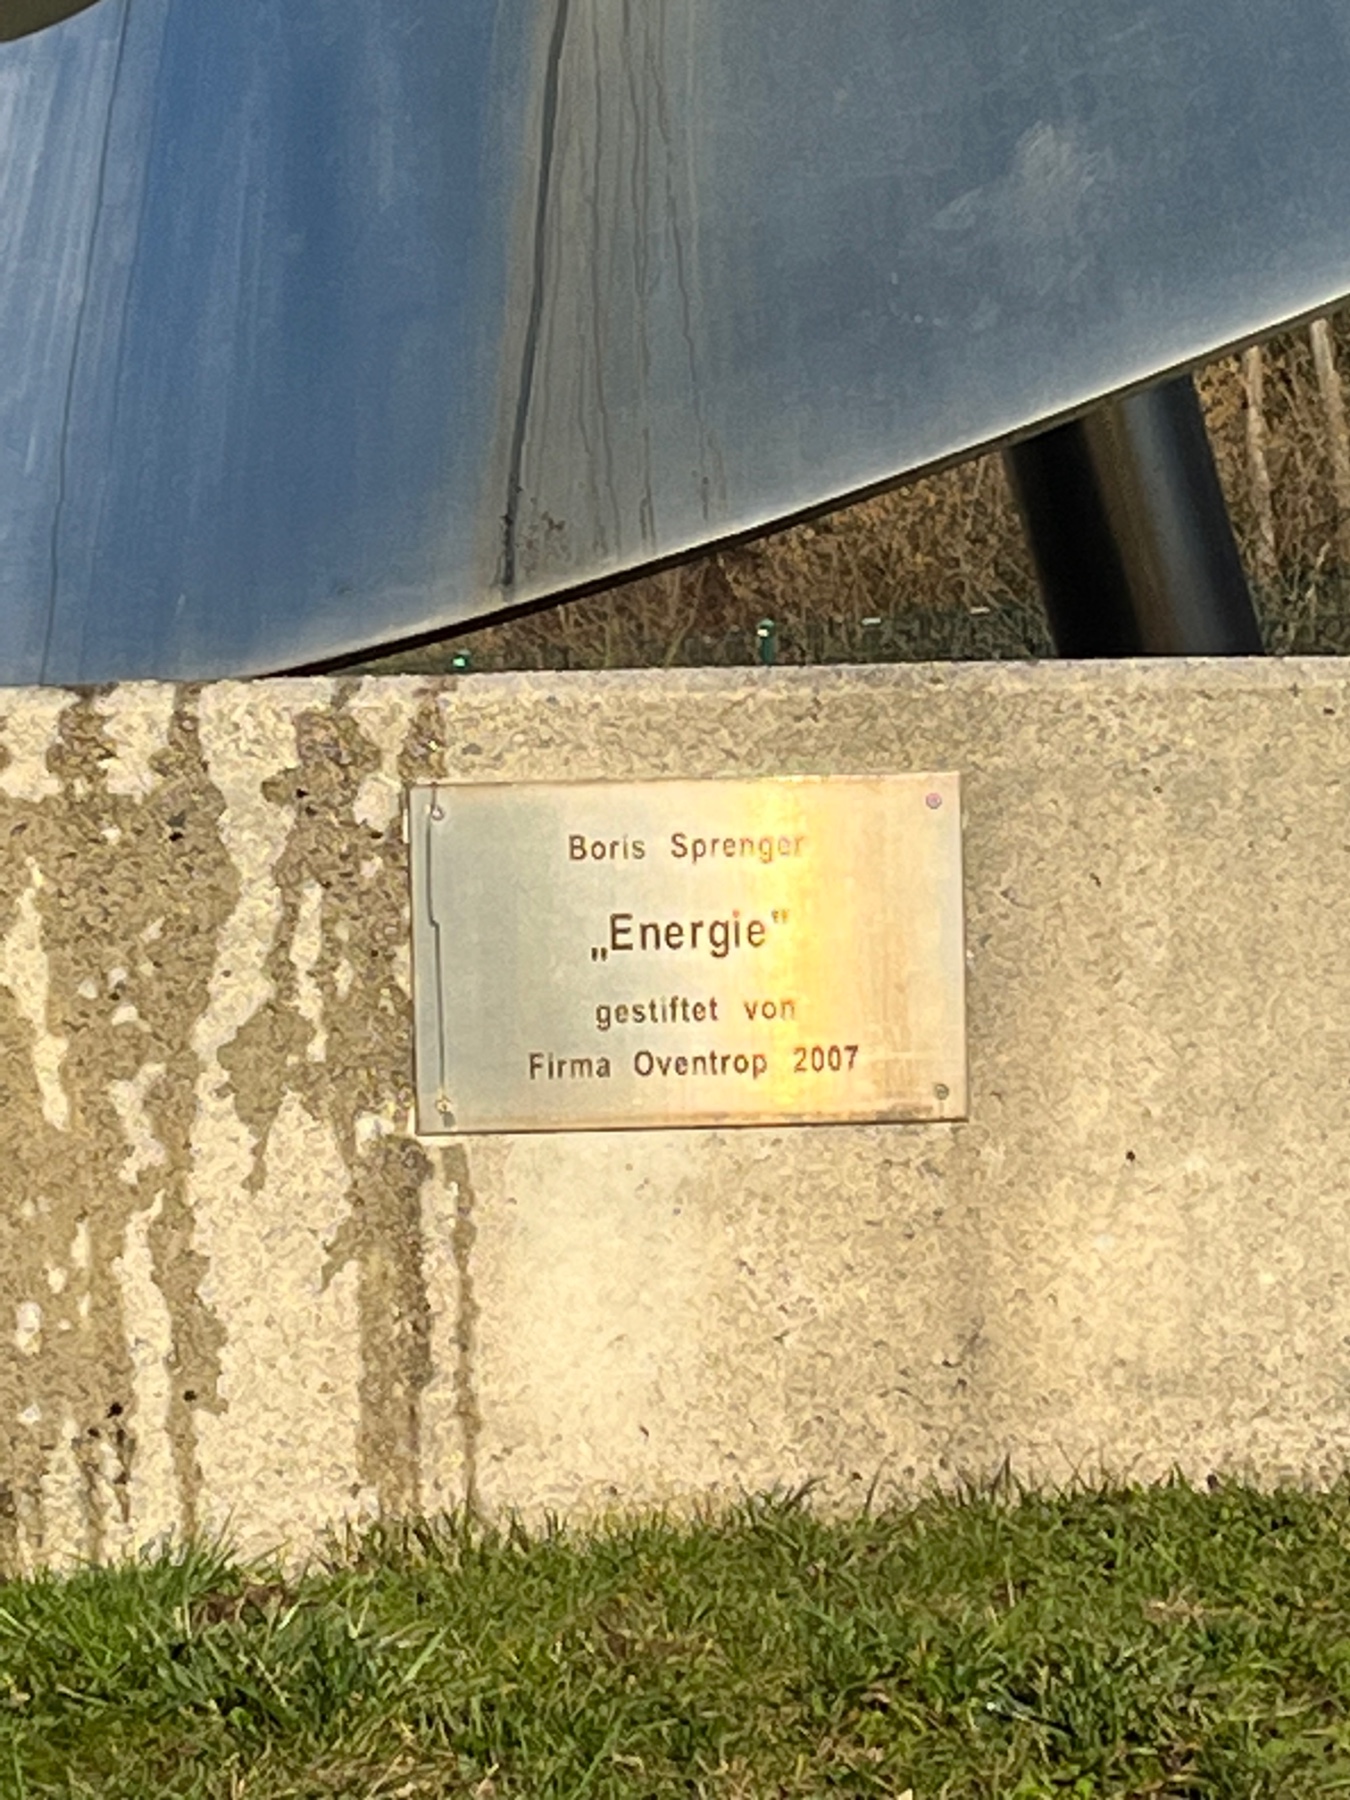 Boris Sprenger
„Energie"
gestiftet von
Firma Oventrop 2007